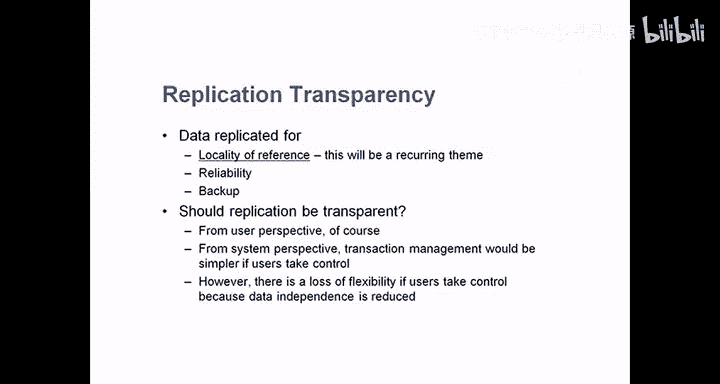 bilibili
Replication Transparency
• Data replicated for
– Locality of reference – this will be a recurring theme
– Reliability
– Backup
• Should replication be transparent?
– From user perspective, of course
– From system perspective, transaction management would be
simpler if users take control
– However, there is a loss of flexibility if users take control
because data independence is reduced